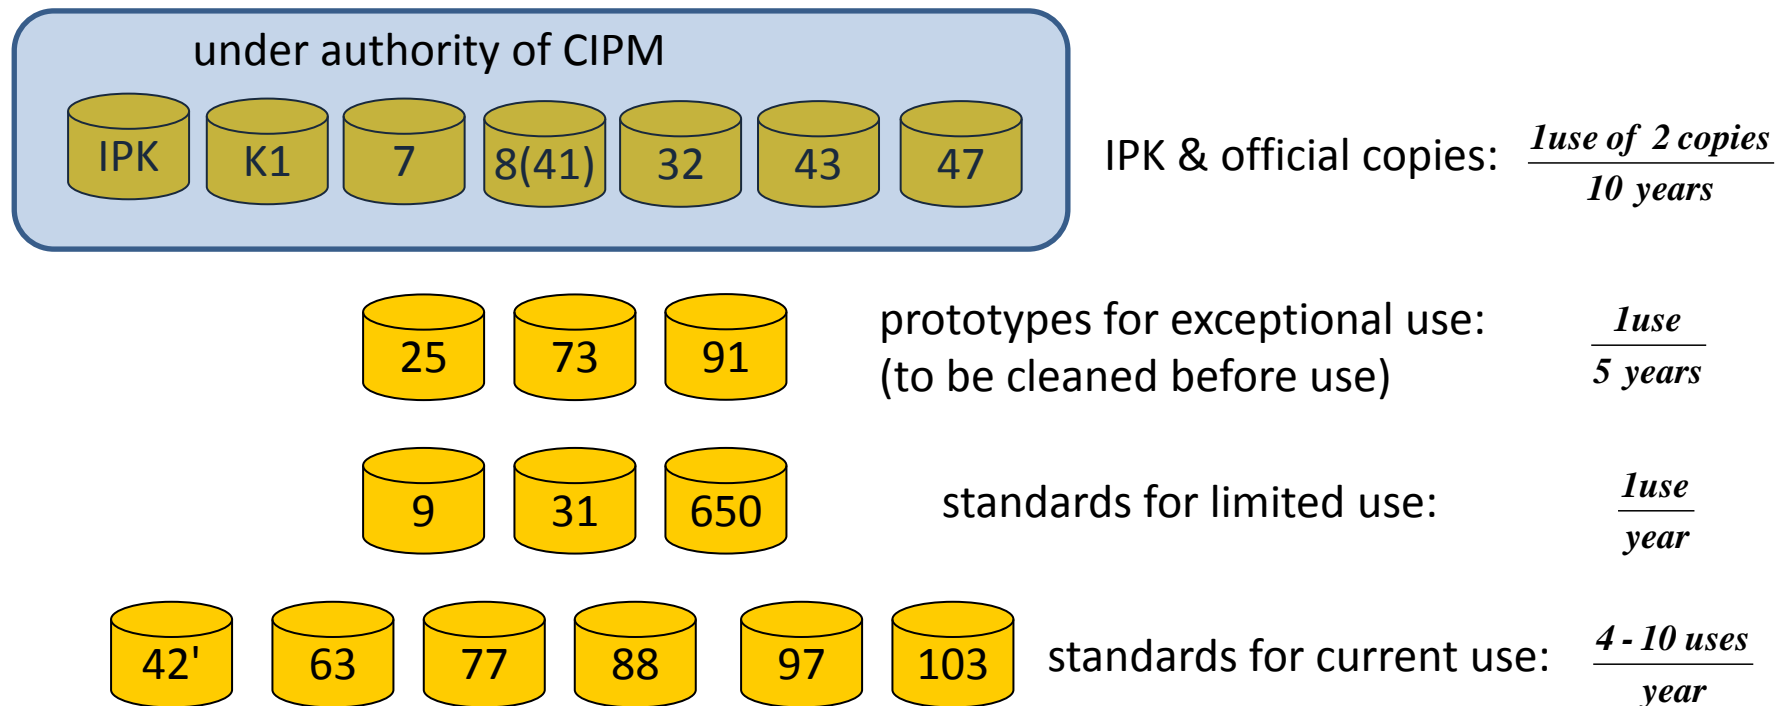 under authority of CIPM
IPK K1 7 8(41) 32 43 47
IPK & official copies:
1use of 2 copies
10 years
25 73 91
prototypes for exceptional use:
(to be cleaned before use)
1use
5 years
9 31 650
standards for limited use:
1use
year
42' 63 77 88 97 103
standards for current use:
4 - 10 uses
year